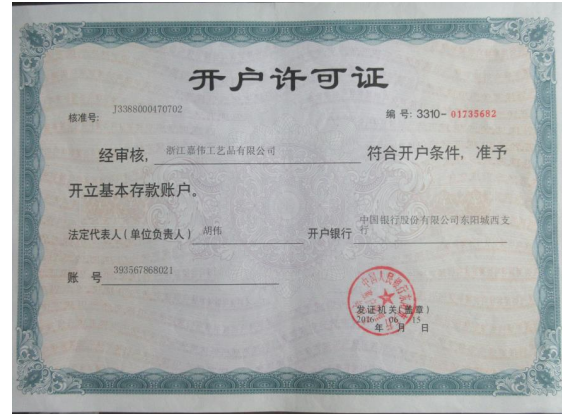 开户许可证
核准号: J3388000470702 编 号: 3310- 01735682
经审核, 浙江嘉伟工艺品有限公司 符合开户条件, 准予
开立基本存款账户。
法定代表人(单位负责人) 胡伟 开户银行 中国银行股份有限公司东阳城西支行
账 号 393567868021
发证机关(盖章)
2016 年 06 月 15 日